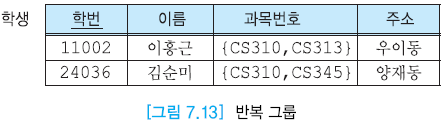 학생 학번 이름 과목번호 주소
11002 이홍근 {CS310,CS313} 우이동
24036 김순미 {CS310,CS345} 양재동
[그림 7.13] 반복 그룹